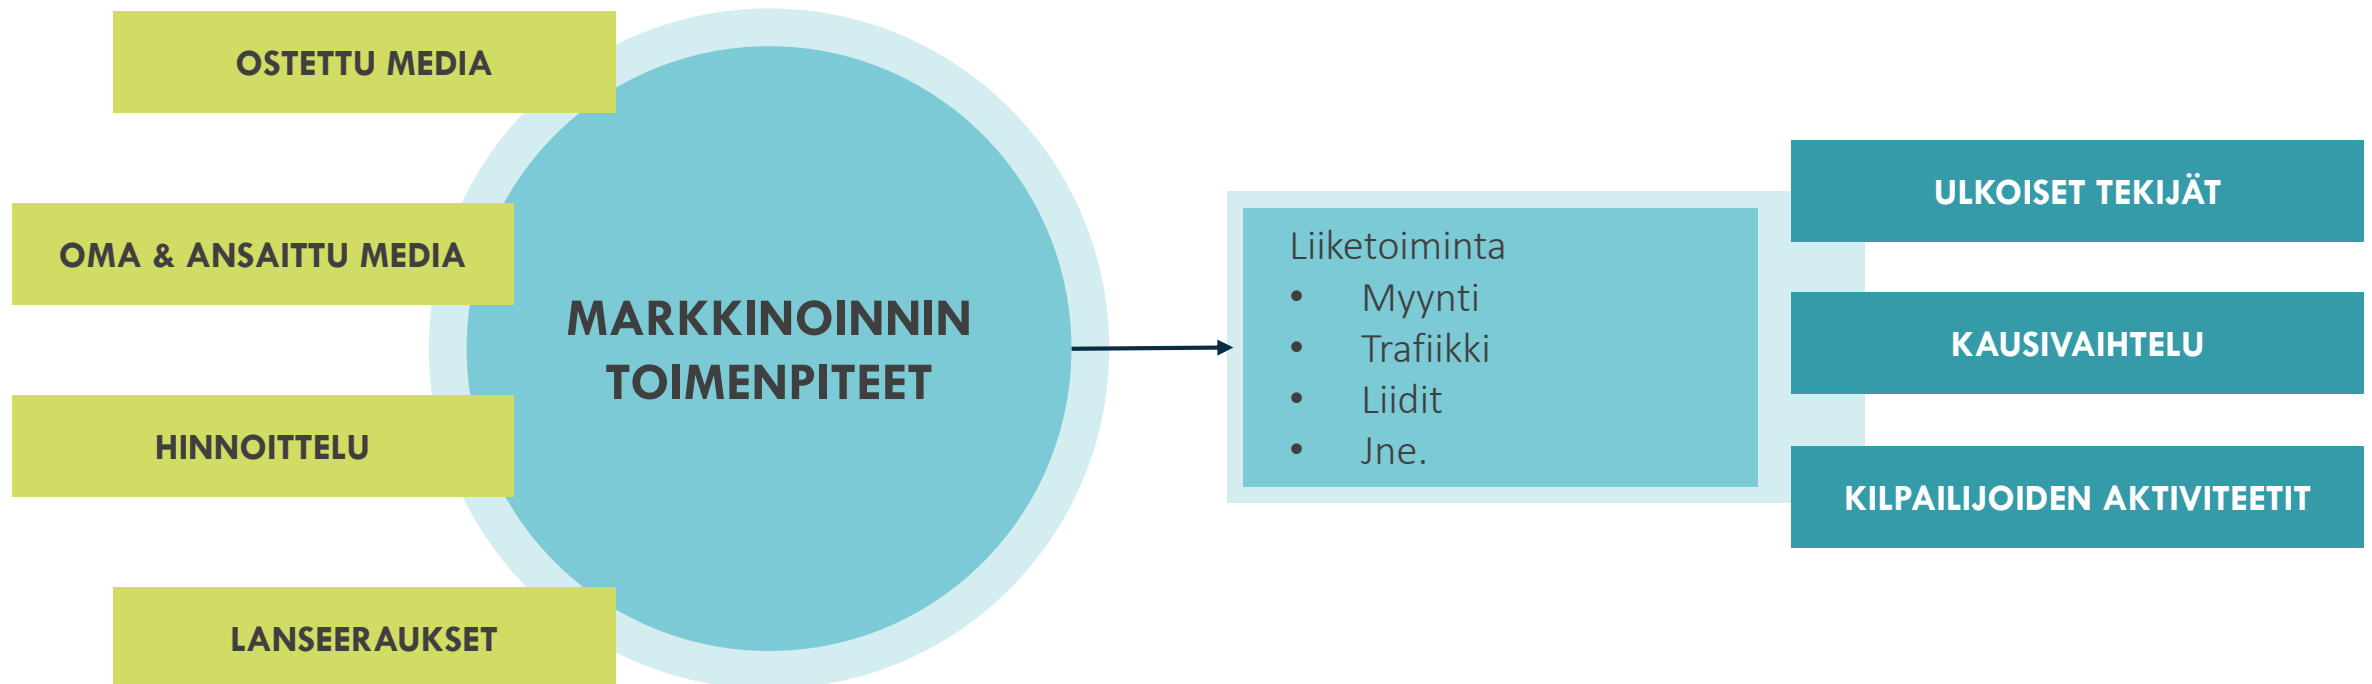 OSTETTU MEDIA
OMA & ANSAITTU MEDIA
HINNOITTELU
LANSEERAUKSET
MARKKINOINNIN
TOIMENPITEET
Liiketoiminta
• Myynti
• Trafiikki
• Liidit
• Jne.
ULKOISET TEKIJÄT
KAUSIVAIHTELU
KILPAILIJOIDEN AKTIVITEETIT